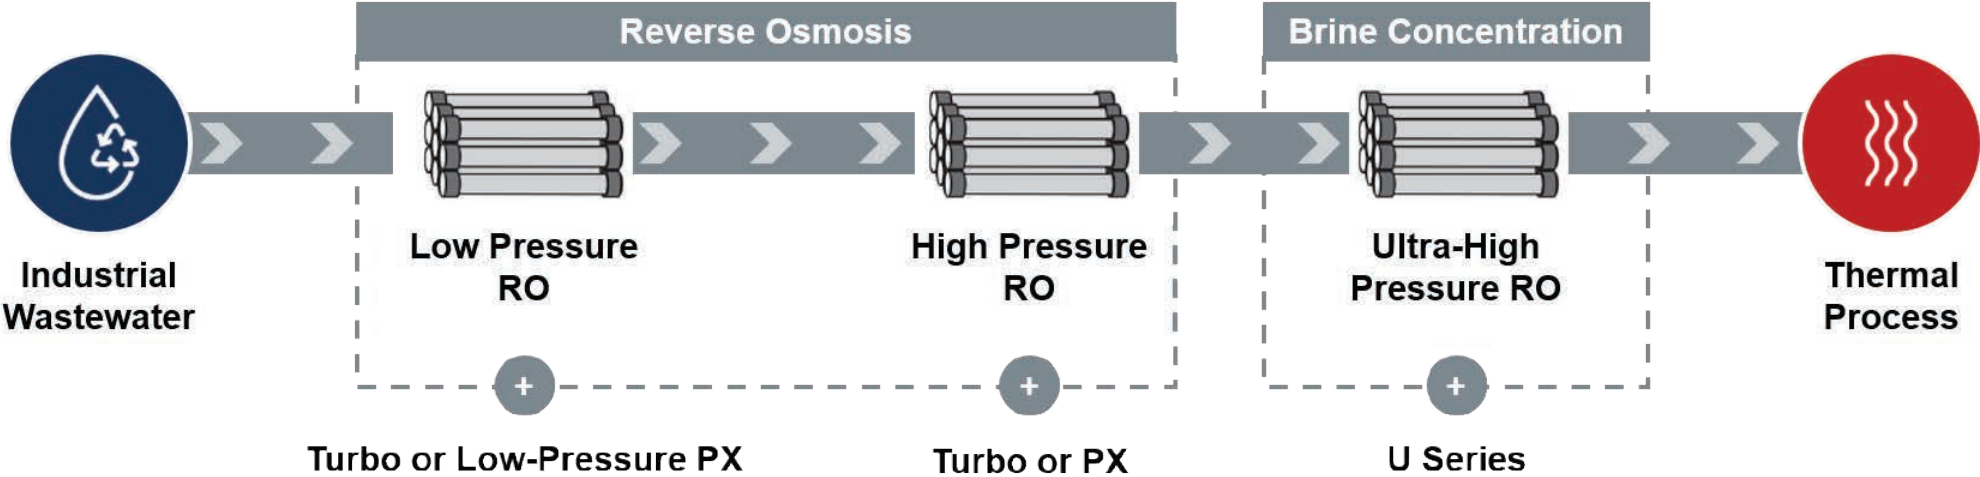 Reverse Osmosis
Brine Concentration
Industrial
Wastewater
Low Pressure
RO
High Pressure
RO
Ultra-High
Pressure RO
Thermal
Process
+
+
+
Turbo or Low-Pressure PX
Turbo or PX
U Series